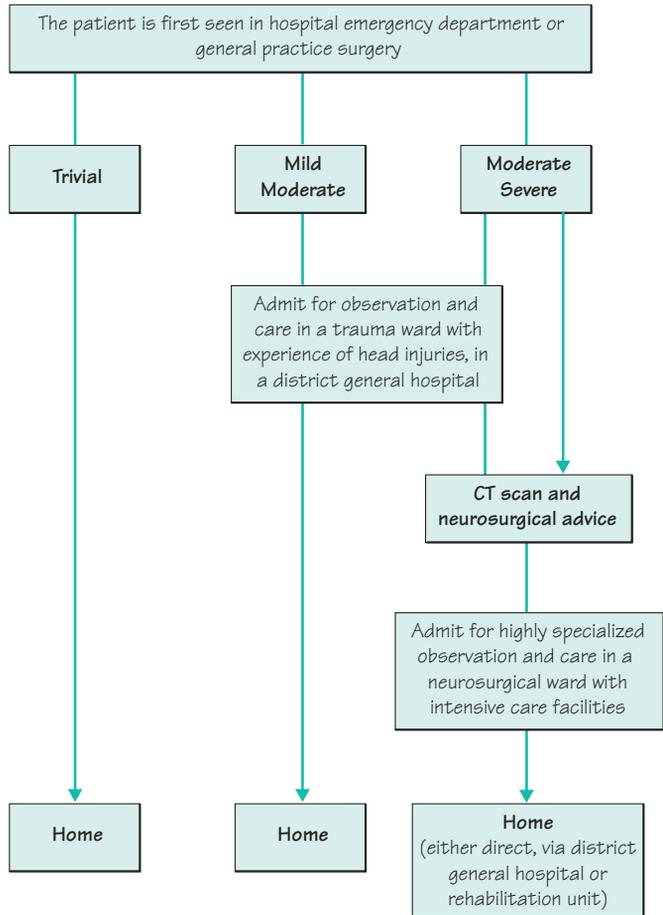 The patient is first seen in hospital emergency department or
general practice surgery
Trivial
Mild
Moderate
Moderate
Severe
Admit for observation and
care in a trauma ward with
experience of head injuries, in
a district general hospital
CT scan and
neurosurgical advice
Admit for highly specialized
observation and care in a
neurosurgical ward with
intensive care facilities
Home
Home
Home
(either direct, via district
general hospital or
rehabilitation unit)